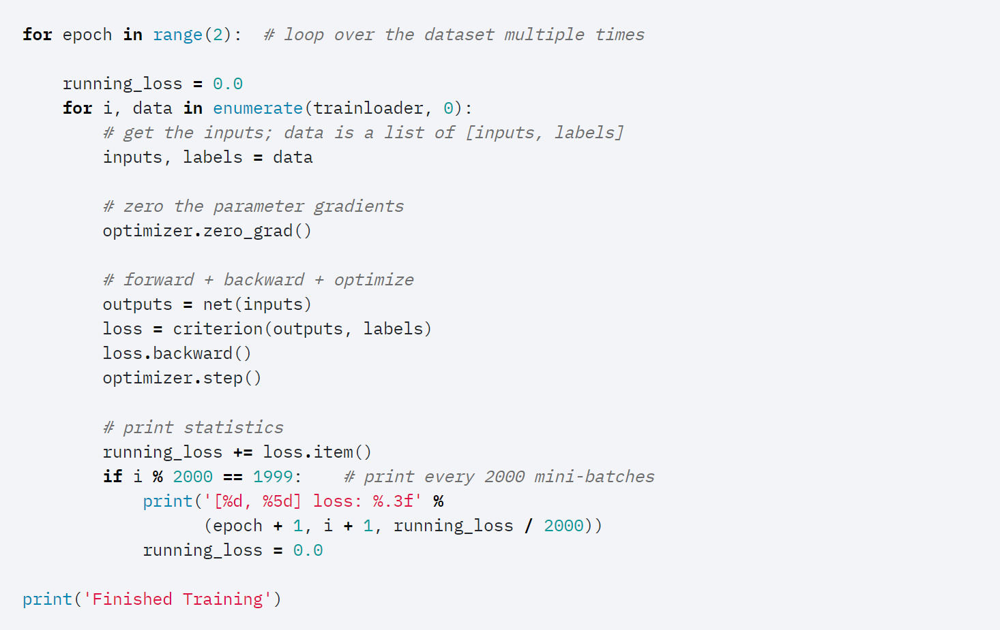 for epoch in range(2):  # loop over the dataset multiple times

    running_loss = 0.0
    for i, data in enumerate(trainloader, 0):
        # get the inputs; data is a list of [inputs, labels]
        inputs, labels = data

        # zero the parameter gradients
        optimizer.zero_grad()

        # forward + backward + optimize
        outputs = net(inputs)
        loss = criterion(outputs, labels)
        loss.backward()
        optimizer.step()

        # print statistics
        running_loss += loss.item()
        if i % 2000 == 1999:    # print every 2000 mini-batches
            print('[%d, %5d] loss: %.3f' %
                  (epoch + 1, i + 1, running_loss / 2000))
            running_loss = 0.0

print('Finished Training')